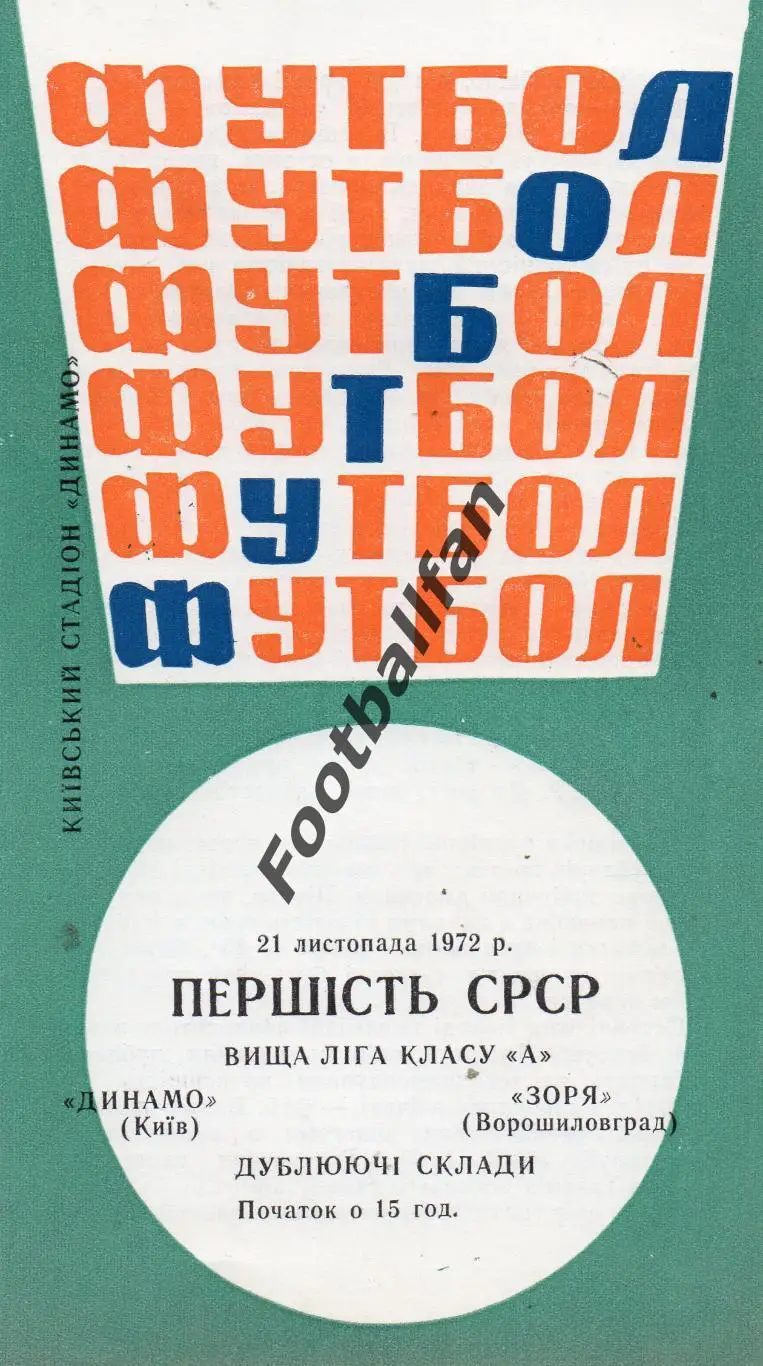 ФУТБОЛ
ФУТБОЛ
ФУТБОЛ
ФУТБОЛ
ФУТБОЛ
ФУТБОЛ
КИЇВСЬКИЙ СТАДІОН «ДИНАМО»
Footballfan
21 листопада 1972 р.
ПЕРШІСТЬ СРСР
ВИЩА ЛІГА КЛАСУ «А»
«ДИНАМО» «ЗОРЯ»
(Київ) (Ворошиловград)
ДУБЛЮЮЧІ СКЛАДИ
Початок о 15 год.